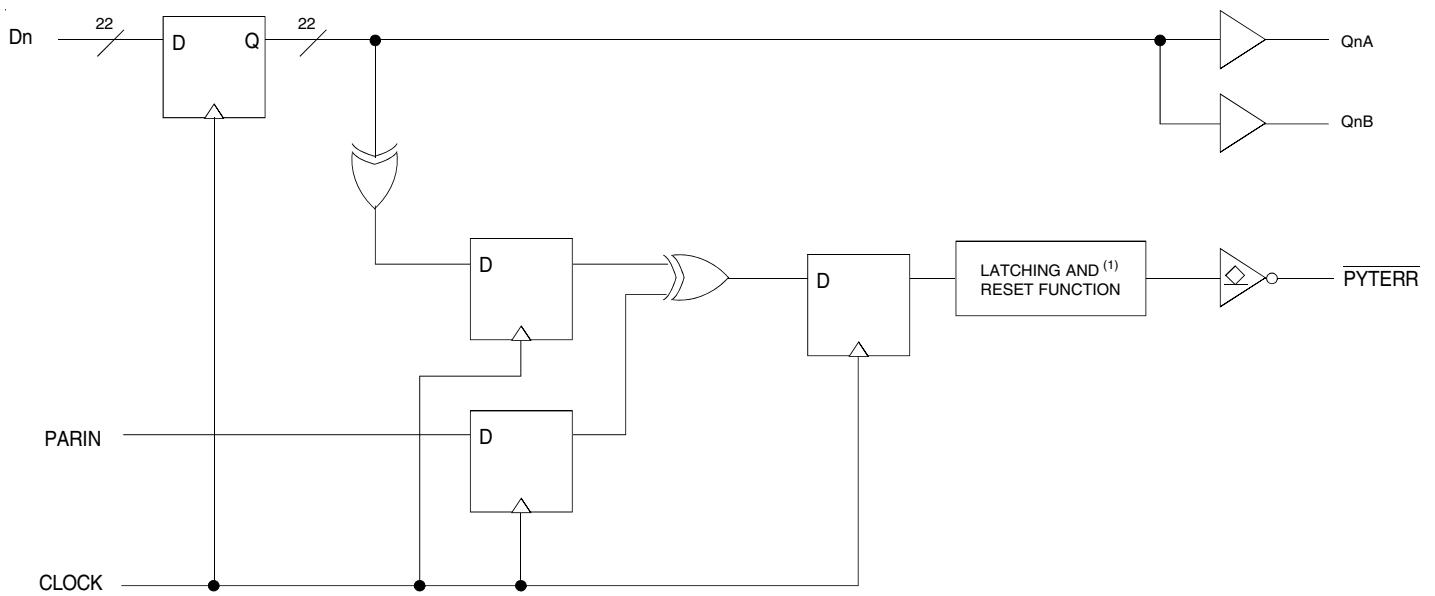 Dn
22
D
Q
22
QnA
QnB
D
D
LATCHING AND (1)
RESET FUNCTION
PYTERR
PARIN
D
CLOCK